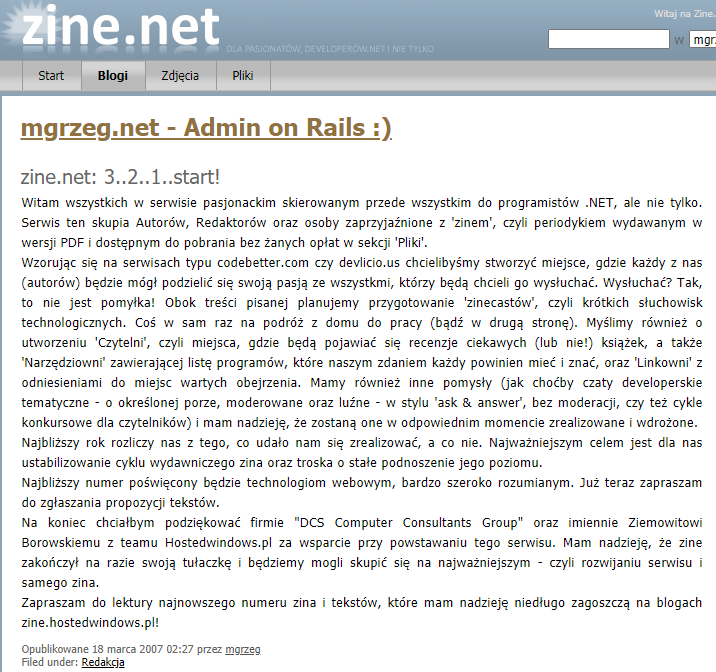 zine.net
DLA PASJONATÓW, DEVELOPERÓW.NET I NIE TYLKO
Witaj na Zine.
w mgr
Start Blogi Zdjęcia Pliki
mgrzeg.net - Admin on Rails :)
zine.net: 3..2..1..start!
Witam wszystkich w serwisie pasjonackim skierowanym przede wszystkim do programistów .NET, ale nie tylko.
Serwis ten skupia Autorów, Redaktorów oraz osoby zaprzyjaźnione z 'zinem', czyli periodykiem wydawanym w
wersji PDF i dostępnym do pobrania bez żanych opłat w sekcji 'Pliki'.
Wzorując się na serwisach typu codebetter.com czy devlicio.us chcielibyśmy stworzyć miejsce, gdzie każdy z nas
(autorów) będzie mógł podzielić się swoją pasją ze wszystkmi, którzy będą chcieli go wysłuchać. Wysłuchać? Tak,
to nie jest pomyłka! Obok treści pisanej planujemy przygotowanie 'zinecastów', czyli krótkich słuchowisk
technologicznych. Coś w sam raz na podróż z domu do pracy (bądź w drugą stronę). Myślimy również o
utworzeniu 'Czytelni', czyli miejsca, gdzie będą pojawiać się recenzje ciekawych (lub nie!) książek, a także
'Narzędziowni' zawierającej listę programów, które naszym zdaniem każdy powinien mieć i znać, oraz 'Linkowni' z
odniesieniami do miejsc wartych obejrzenia. Mamy również inne pomysły (jak choćby czaty developerskie
tematyczne - o określonej porze, moderowane oraz luźne - w stylu 'ask & answer', bez moderacji, czy też cykle
konkursowe dla czytelników) i mam nadzieję, że zostaną one w odpowiednim momencie zrealizowane i wdrożone.
Najbliższy rok rozliczy nas z tego, co udało nam się zrealizować, a co nie. Najważniejszym celem jest dla nas
ustabilizowanie cyklu wydawniczego zina oraz troska o stałe podnoszenie jego poziomu.
Najbliższy numer poświęcony będzie technologiom webowym, bardzo szeroko rozumianym. Już teraz zapraszam
do zgłaszania propozycji tekstów.
Na koniec chciałbym podziękować firmie "DCS Computer Consultants Group" oraz imiennie Ziemowitowi
Borowskiemu z teamu Hostedwindows.pl za wsparcie przy powstawaniu tego serwisu. Mam nadzieję, że zine
zakończył na razie swoją tułaczkę i będziemy mogli skupić się na najważniejszym - czyli rozwijaniu serwisu i
samego zina.
Zapraszam do lektury najnowszego numeru zina i tekstów, które mam nadzieję niedługo zagoszczą na blogach
zine.hostedwindows.pl!
Opublikowane 18 marca 2007 02:27 przez mgrzeg
Filed under: Redakcja